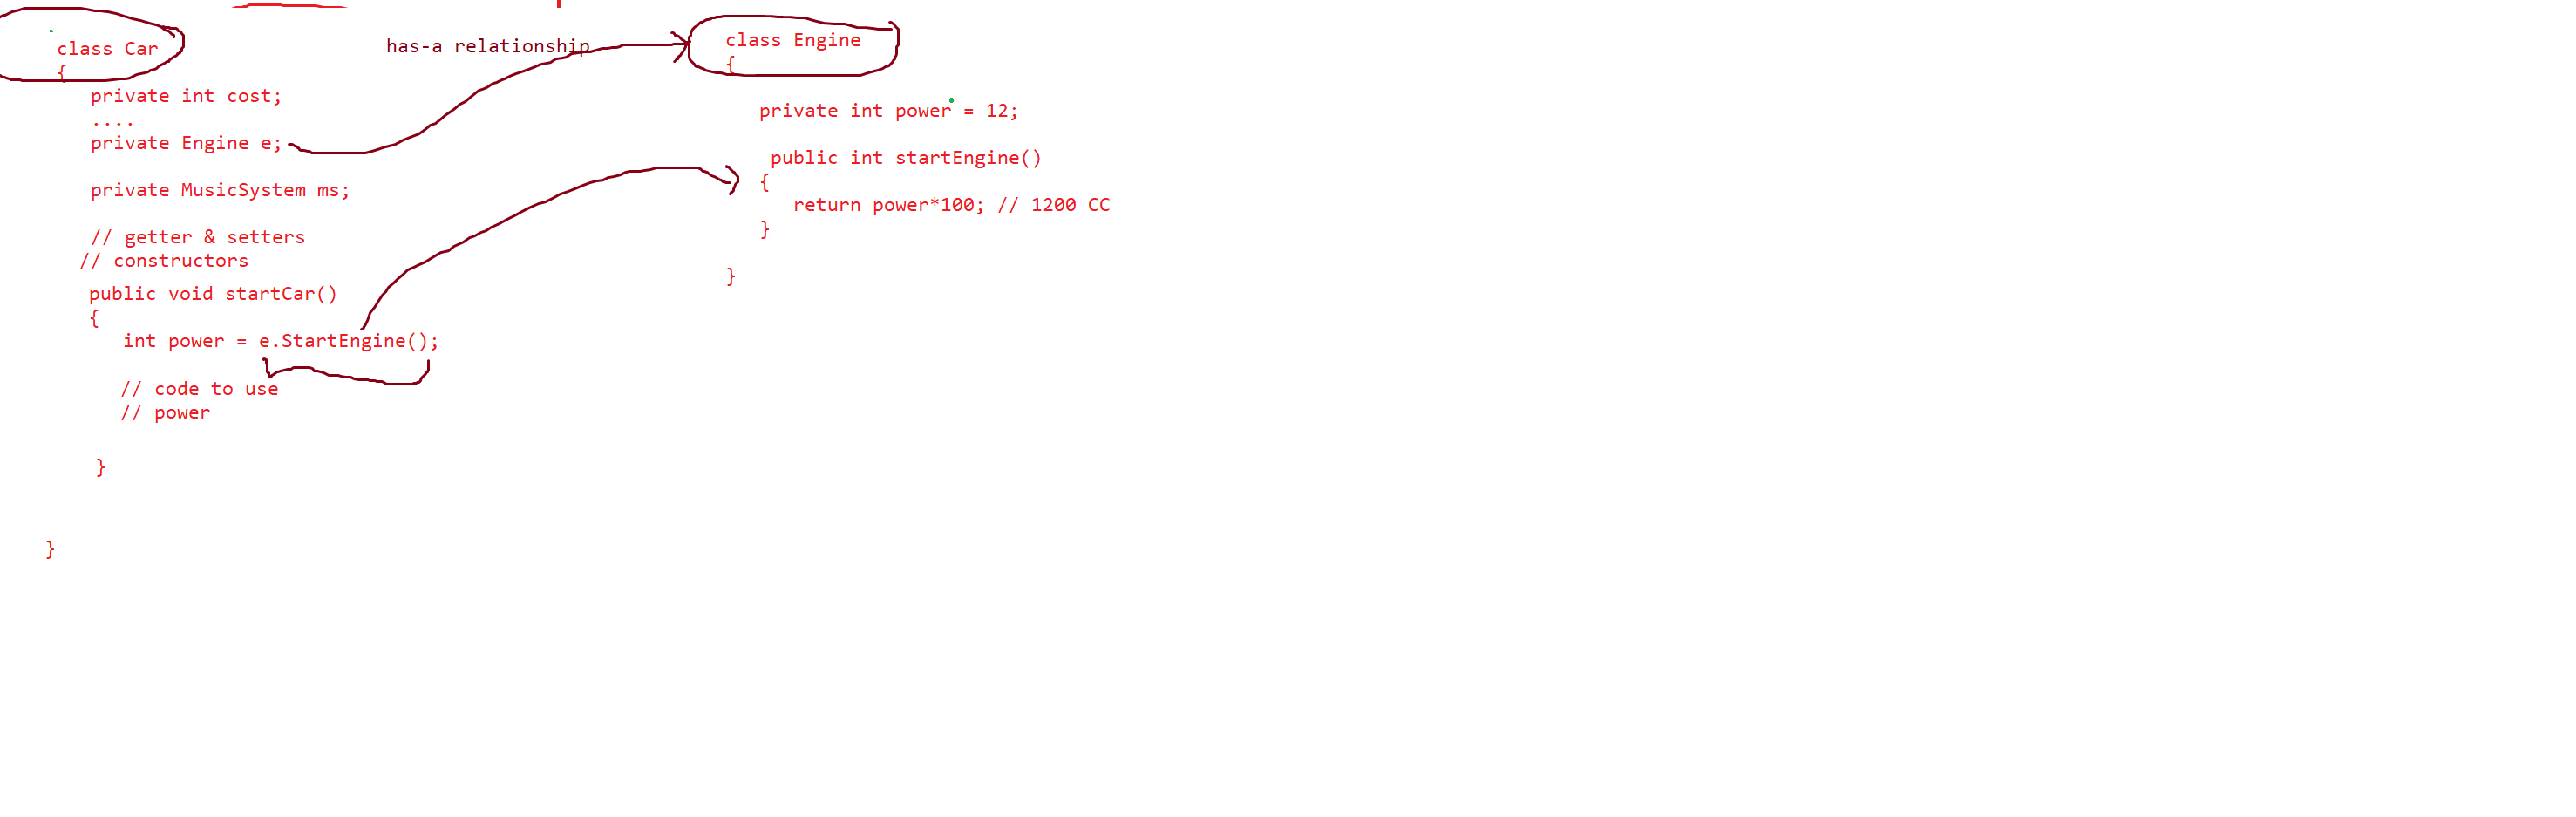 class Car
{
private int cost;
....
private Engine e;
private MusicSystem ms;
// getter & setters
// constructors
public void startCar()
{
int power = e.StartEngine();
// code to use
// power
}
}
has-a relationship
class Engine
{
private int power = 12;
public int startEngine()
{
return power*100; // 1200 CC
}
}